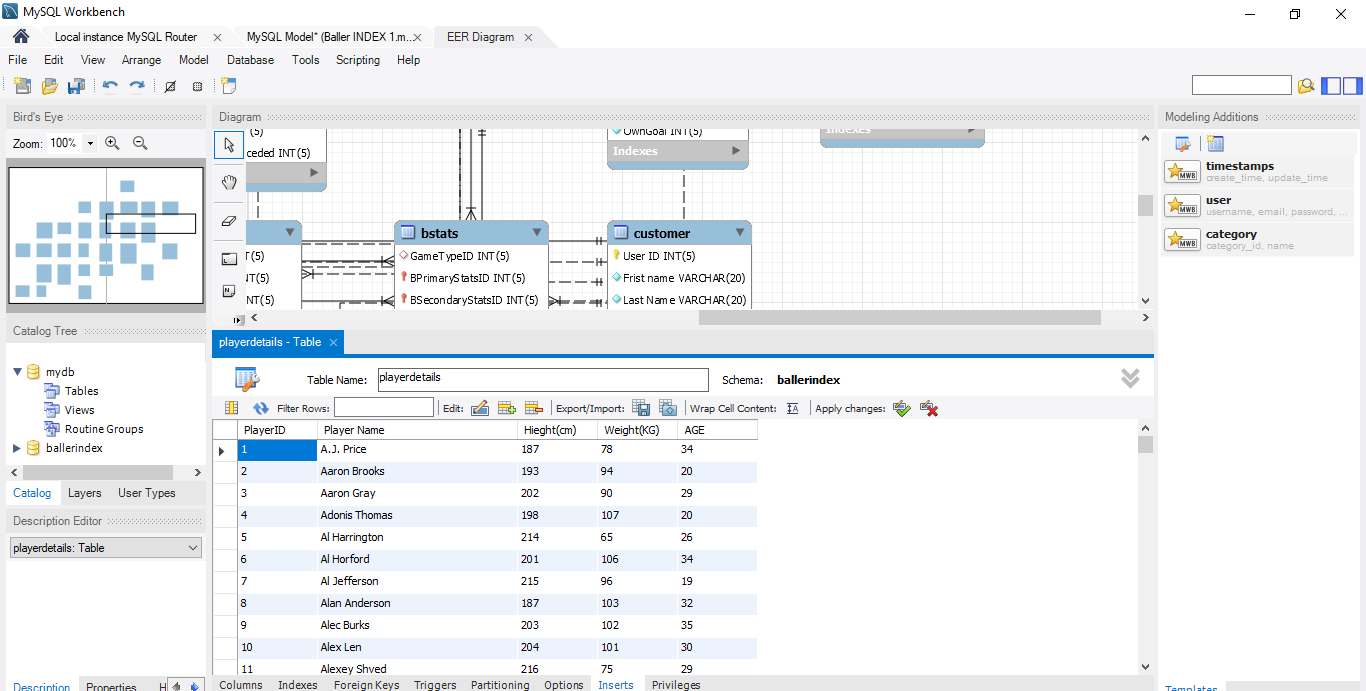 MySQL Workbench
Local instance MySQL Router × MySQL Model* (Baller INDEX 1.m...× EER Diagram ×
File Edit View Arrange Model Database Tools Scripting Help
Bird's Eye
Zoom: 100%
Catalog Tree
mydb
Tables
Views
Routine Groups
ballerindex
Catalog Layers User Types
Description Editor
playerdetails: Table
Description Properties H
Diagram
(5)
ceded INT(5)
OwnGoal INT(5)
Indexes
Indexes
T(5)
NT(5)
INT(5)
bstats
GameTypeID INT(5)
BPrimaryStatsID INT(5)
BSecondaryStatsID INT(5)
customer
User ID INT(5)
Frist name VARCHAR(20)
Last Name VARCHAR(20)
playerdetails - Table ×
Table Name: playerdetails Schema: ballerindex
Filter Rows: Edit: Export/Import: Wrap Cell Content: IA Apply changes:
PlayerID Player Name Hieght(cm) Weight(KG) AGE
1 A.J. Price 187 78 34
2 Aaron Brooks 193 94 20
3 Aaron Gray 202 90 29
4 Adonis Thomas 198 107 20
5 Al Harrington 214 65 26
6 Al Horford 201 106 34
7 Al Jefferson 215 96 19
8 Alan Anderson 187 103 32
9 Alec Burks 203 102 35
10 Alex Len 204 101 30
11 Alexey Shved 216 75 29
Columns Indexes Foreign Keys Triggers Partitioning Options Inserts Privileges
Modeling Additions
MWB timestamps
create_time, update_time
MWB user
username, email, password, ...
MWB category
category_id, name
Templates